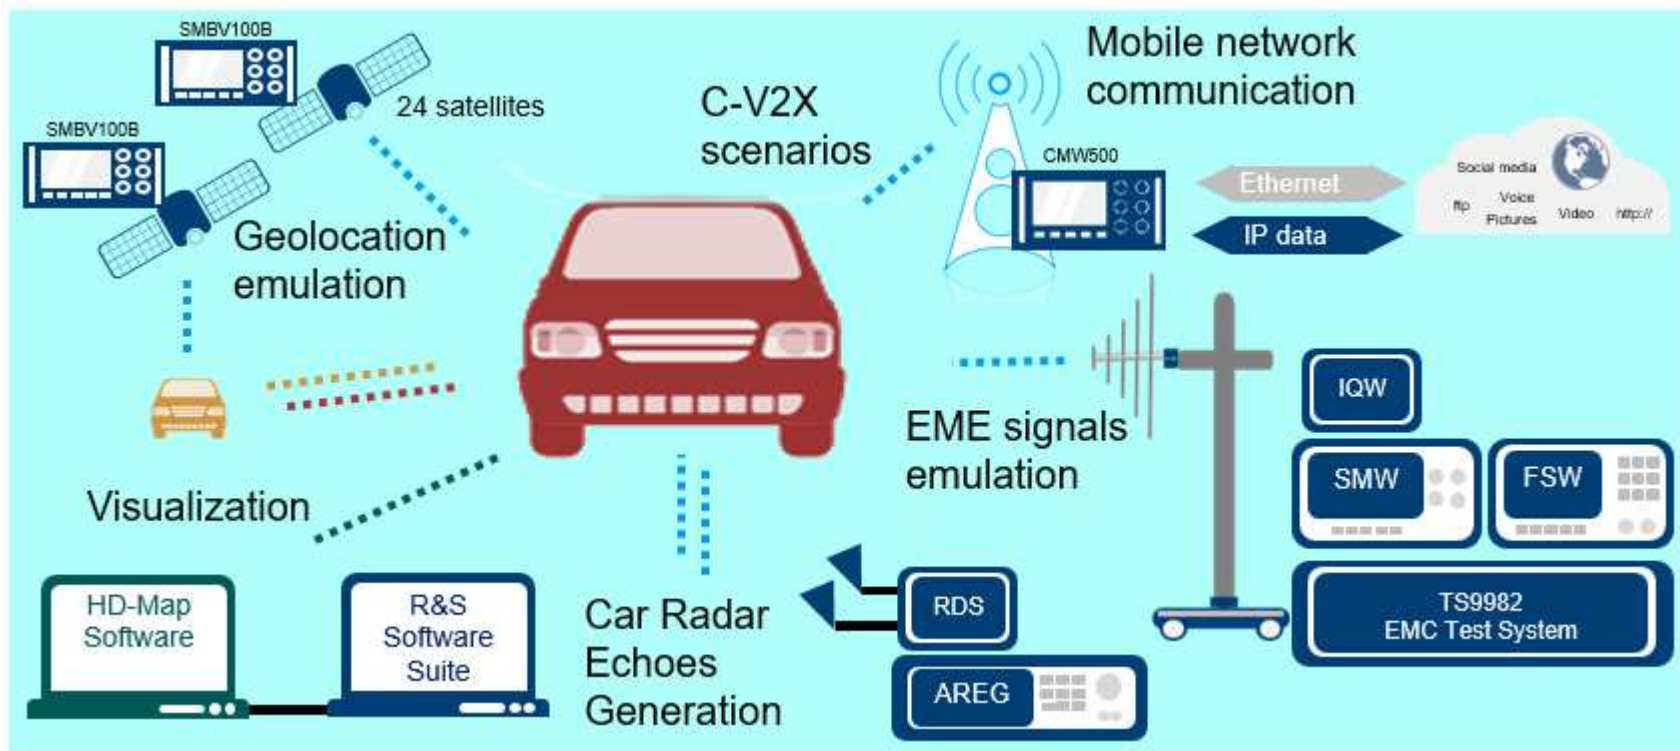 SMBV100B
SMBV100B
24 satellites
Geolocation
emulation
C-V2X
scenarios
Mobile network
communication
CMW500
Ethernet
IP data
Social media
ftp
Voice
Pictures
Video
http://
EME signals
emulation
IQW
SMW
FSW
TS9982
EMC Test System
Visualization
HD-Map
Software
R&S
Software
Suite
Car Radar
Echoes
Generation
RDS
AREG